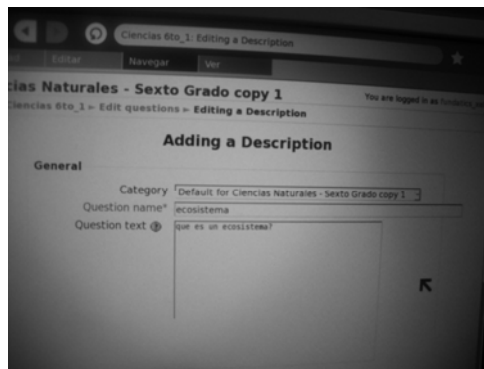 Ciencias 6to_1: Editing a Description
Editar Navegar Ver
cias Naturales - Sexto Grado copy 1
You are logged in as
Ciencias 6to_1 ► Edit questions ► Editing a Description
Adding a Description
General
Category Default for Ciencias Naturales - Sexto Grado copy 1
Question name* ecosistema
Question text que es un ecosistema?